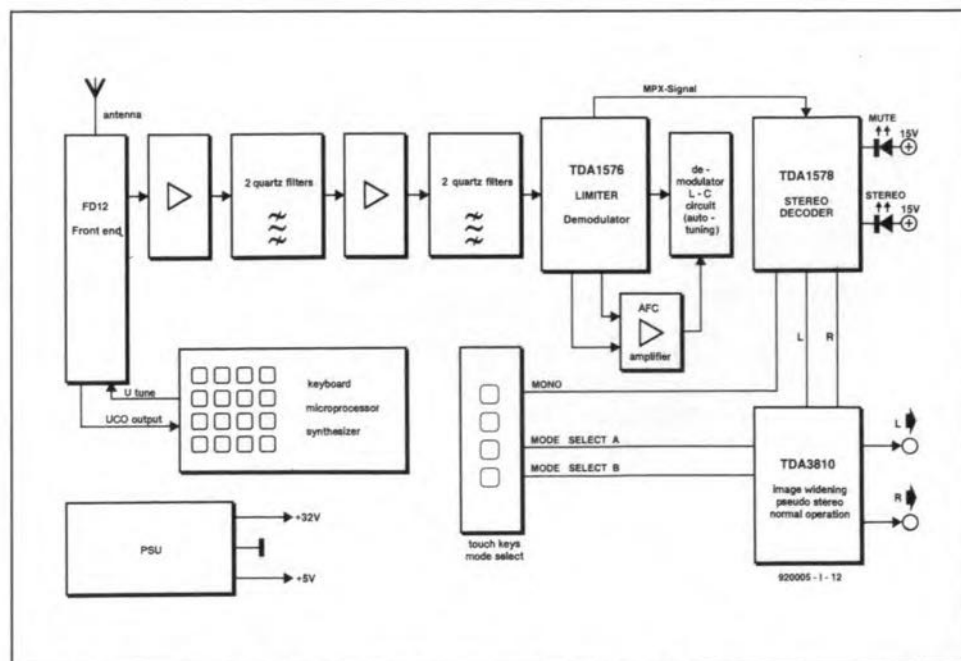 antenna
FD12
Front end
2 quartz filters
2 quartz filters
TDA1576
LIMITER
Demodulator
MPX-Signal
de -
modulator
L - C
circuit
(auto -
tuning)
AFC
amplifier
TDA1578
STEREO
DECODER
MUTE
15V
STEREO
15V
L
R
U tune
UCO output
keyboard
microprocessor
synthesizer
MONO
MODE SELECT A
MODE SELECT B
touch keys
mode select
TDA3810
image widening
pseudo stereo
normal operation
L
R
920005 - I - 12
PSU
+32V
+5V